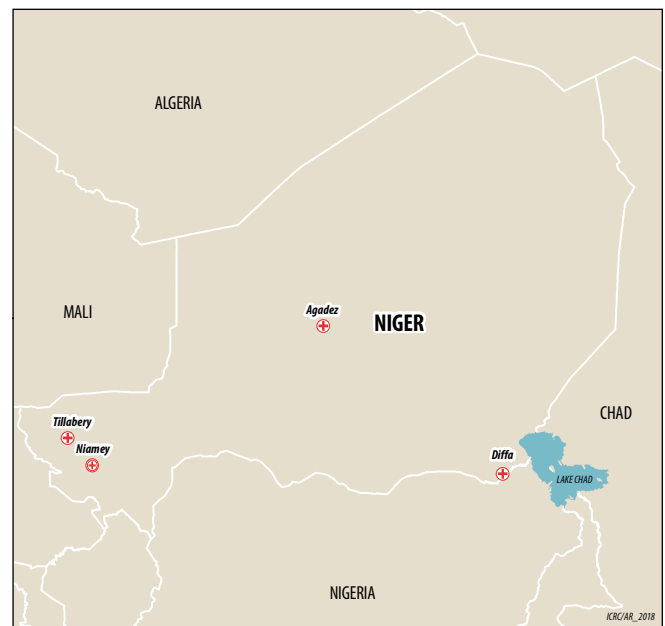 ALGERIA
MALI
Agadez
NIGER
CHAD
Tillabery
Niamey
Diffa
LAKE CHAD
NIGERIA
ICRC/AR_2018